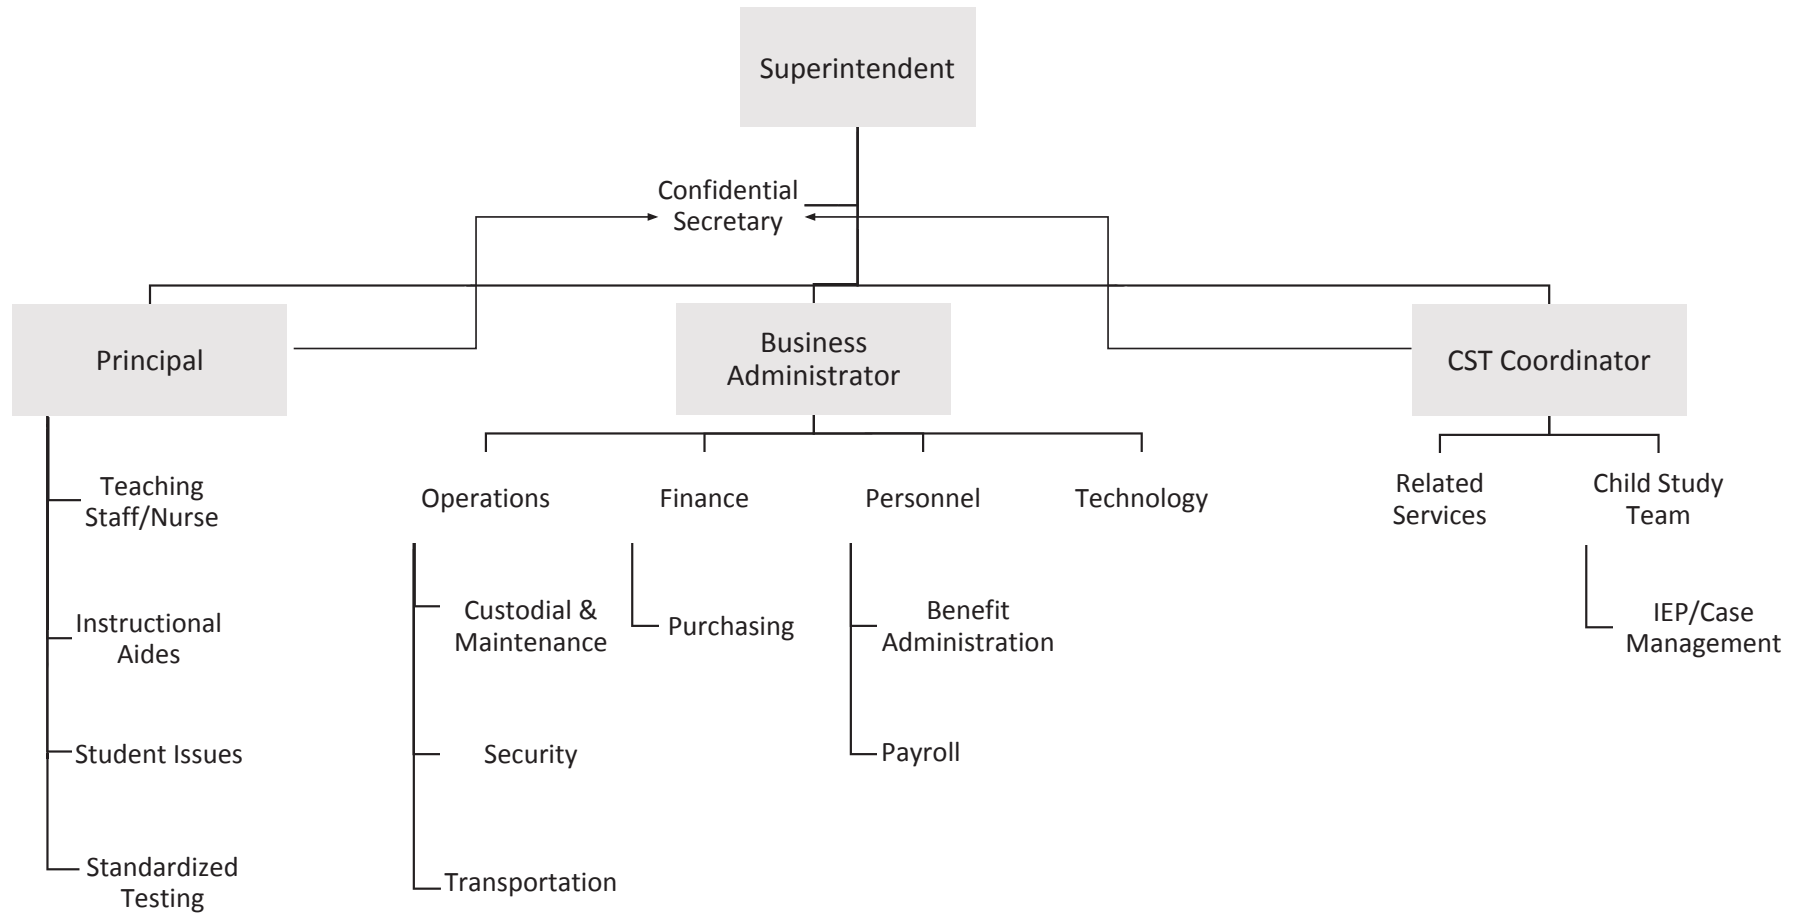 Superintendent
Confidential
Secretary
Principal
Business
Administrator
CST Coordinator
Teaching
Staff/Nurse
Instructional
Aides
Student Issues
Standardized
Testing
Operations
Custodial &
Maintenance
Security
Transportation
Finance
Purchasing
Personnel
Benefit
Administration
Payroll
Technology
Related
Services
Child Study
Team
IEP/Case
Management